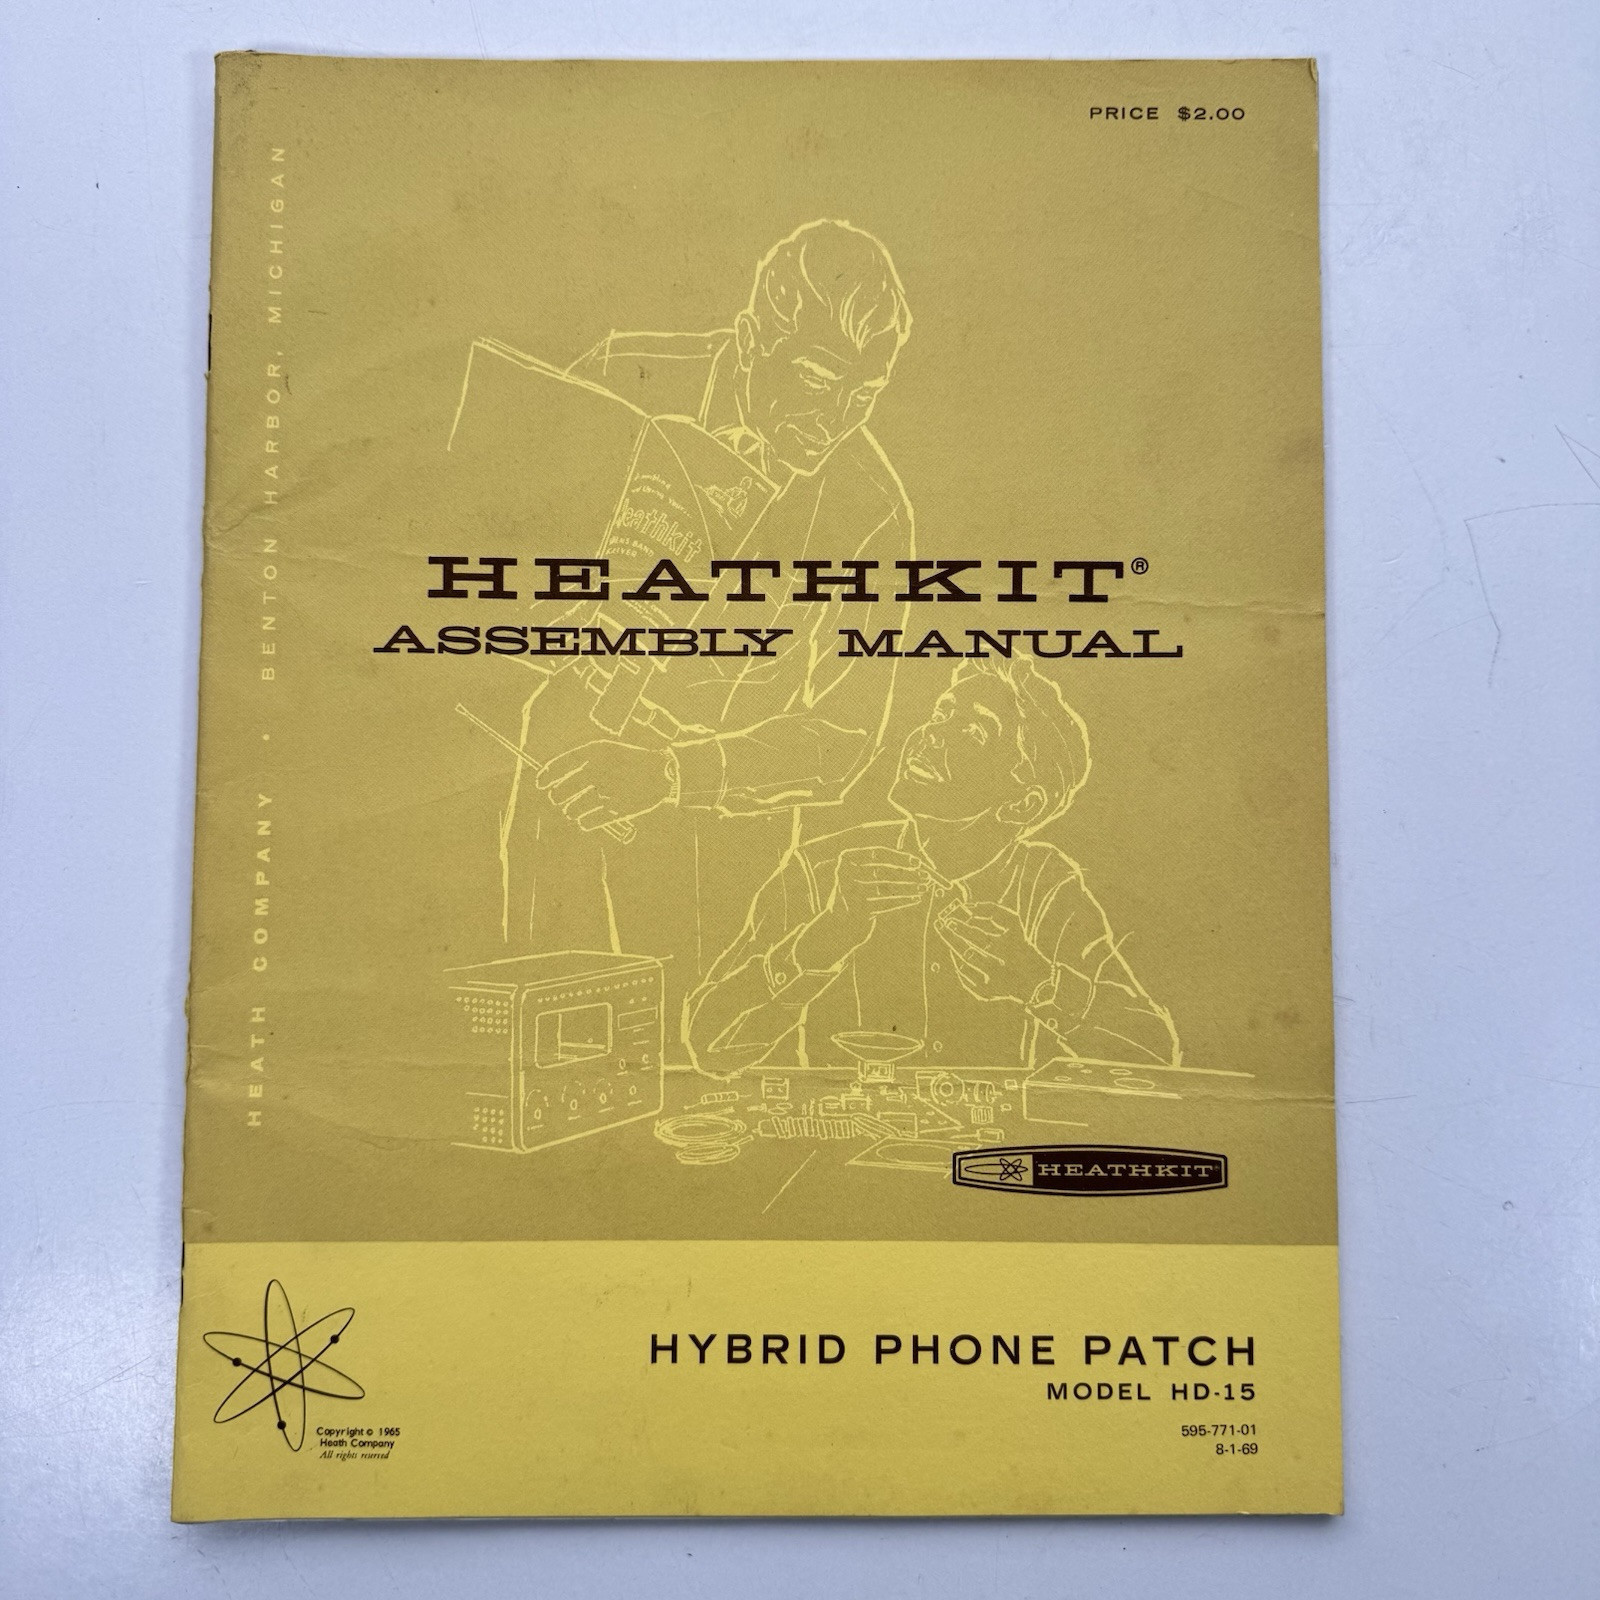 PRICE $2.00
HEATH COMPANY • BENTON HARBOR, MICHIGAN
eathkit
HEATHKIT®
ASSEMBLY MANUAL
HEATHKIT
HYBRID PHONE PATCH
MODEL HD-15
595-771-01
8-1-69
Copyright © 1965
Heath Company
All rights reserved